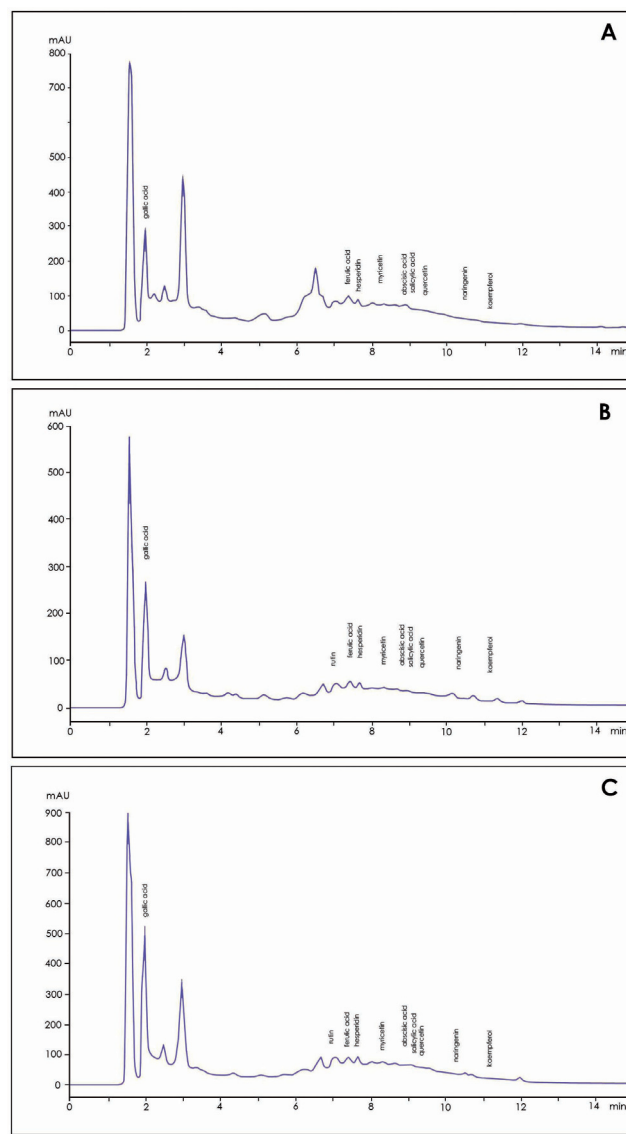 A
mAU
800
700
500
400
300
200
100
0
gallic acid
ferulic acid
hesperidin
myricetin
abscisic acid
salicylic acid
quercetin
naringenin
kaempferol
0 2 4 6 8 10 12 14 min
B
mAU
600
500
400
300
200
100
0
gallic acid
rutin
ferulic acid
hesperidin
myricetin
abscisic acid
salicylic acid
quercetin
naringenin
kaempferol
0 2 4 6 8 10 12 14 min
C
mAU
900
800
700
600
500
400
300
200
100
0
gallic acid
rutin
ferulic acid
hesperidin
myricetin
abscisic acid
salicylic acid
quercetin
naringenin
kaempferol
0 2 4 6 8 10 12 14 min